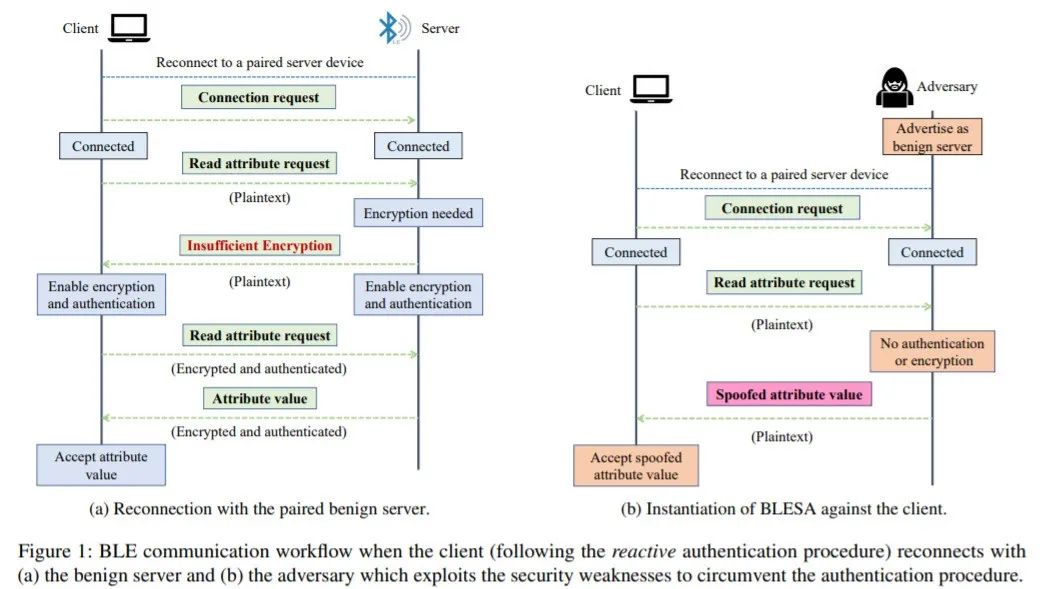 Client
Server
LE
Reconnect to a paired server device
Connection request
Connected
Connected
Read attribute request
(Plaintext)
Encryption needed
Insufficient Encryption
(Plaintext)
Enable encryption
and authentication
Enable encryption
and authentication
Read attribute request
(Encrypted and authenticated)
Attribute value
(Encrypted and authenticated)
Accept attribute
value
(a) Reconnection with the paired benign server.
Client
Adversary
Advertise as
benign server
Reconnect to a paired server device
Connection request
Connected
Connected
Read attribute request
(Plaintext)
No authentication
or encryption
Spoofed attribute value
(Plaintext)
Accept spoofed
attribute value
(b) Instantiation of BLESA against the client.
Figure 1: BLE communication workflow when the client (following the reactive authentication procedure) reconnects with
(a) the benign server and (b) the adversary which exploits the security weaknesses to circumvent the authentication procedure.